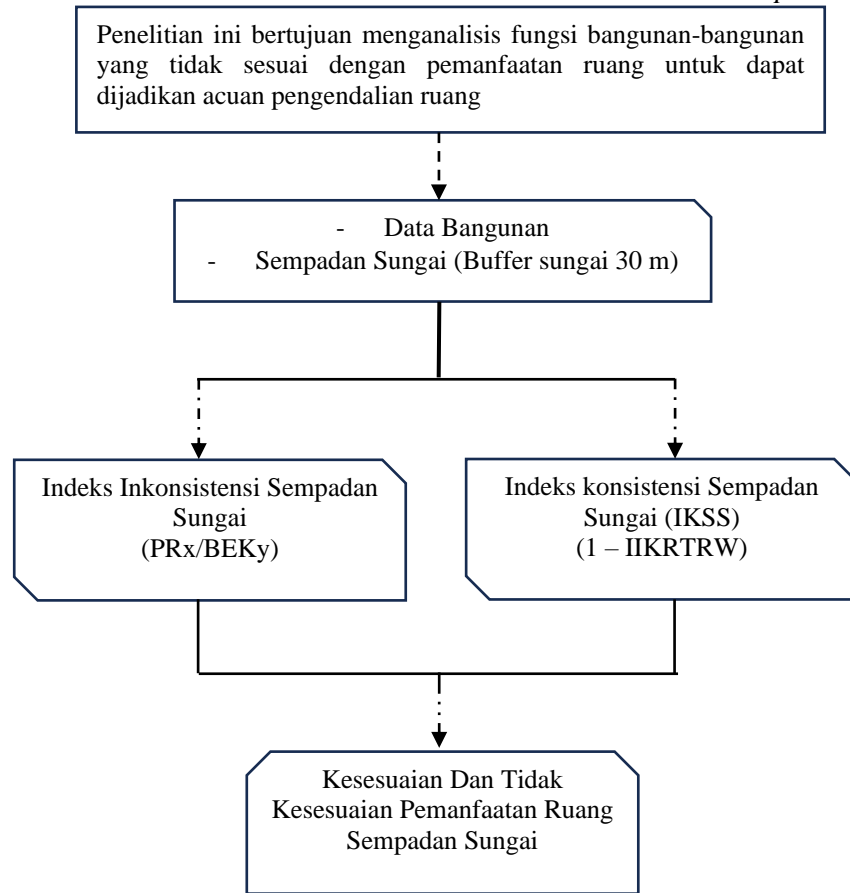 Penelitian ini bertujuan menganalisis fungsi bangunan-bangunan
yang tidak sesuai dengan pemanfaatan ruang untuk dapat
dijadikan acuan pengendalian ruang
- Data Bangunan
- Sempadan Sungai (Buffer sungai 30 m)
Indeks Inkonsistensi Sempadan
Sungai
(PRx/BEKy)
Indeks konsistensi Sempadan
Sungai (IKSS)
(1 – IIKRTRW)
Kesesuaian Dan Tidak
Kesesuaian Pemanfaatan Ruang
Sempadan Sungai